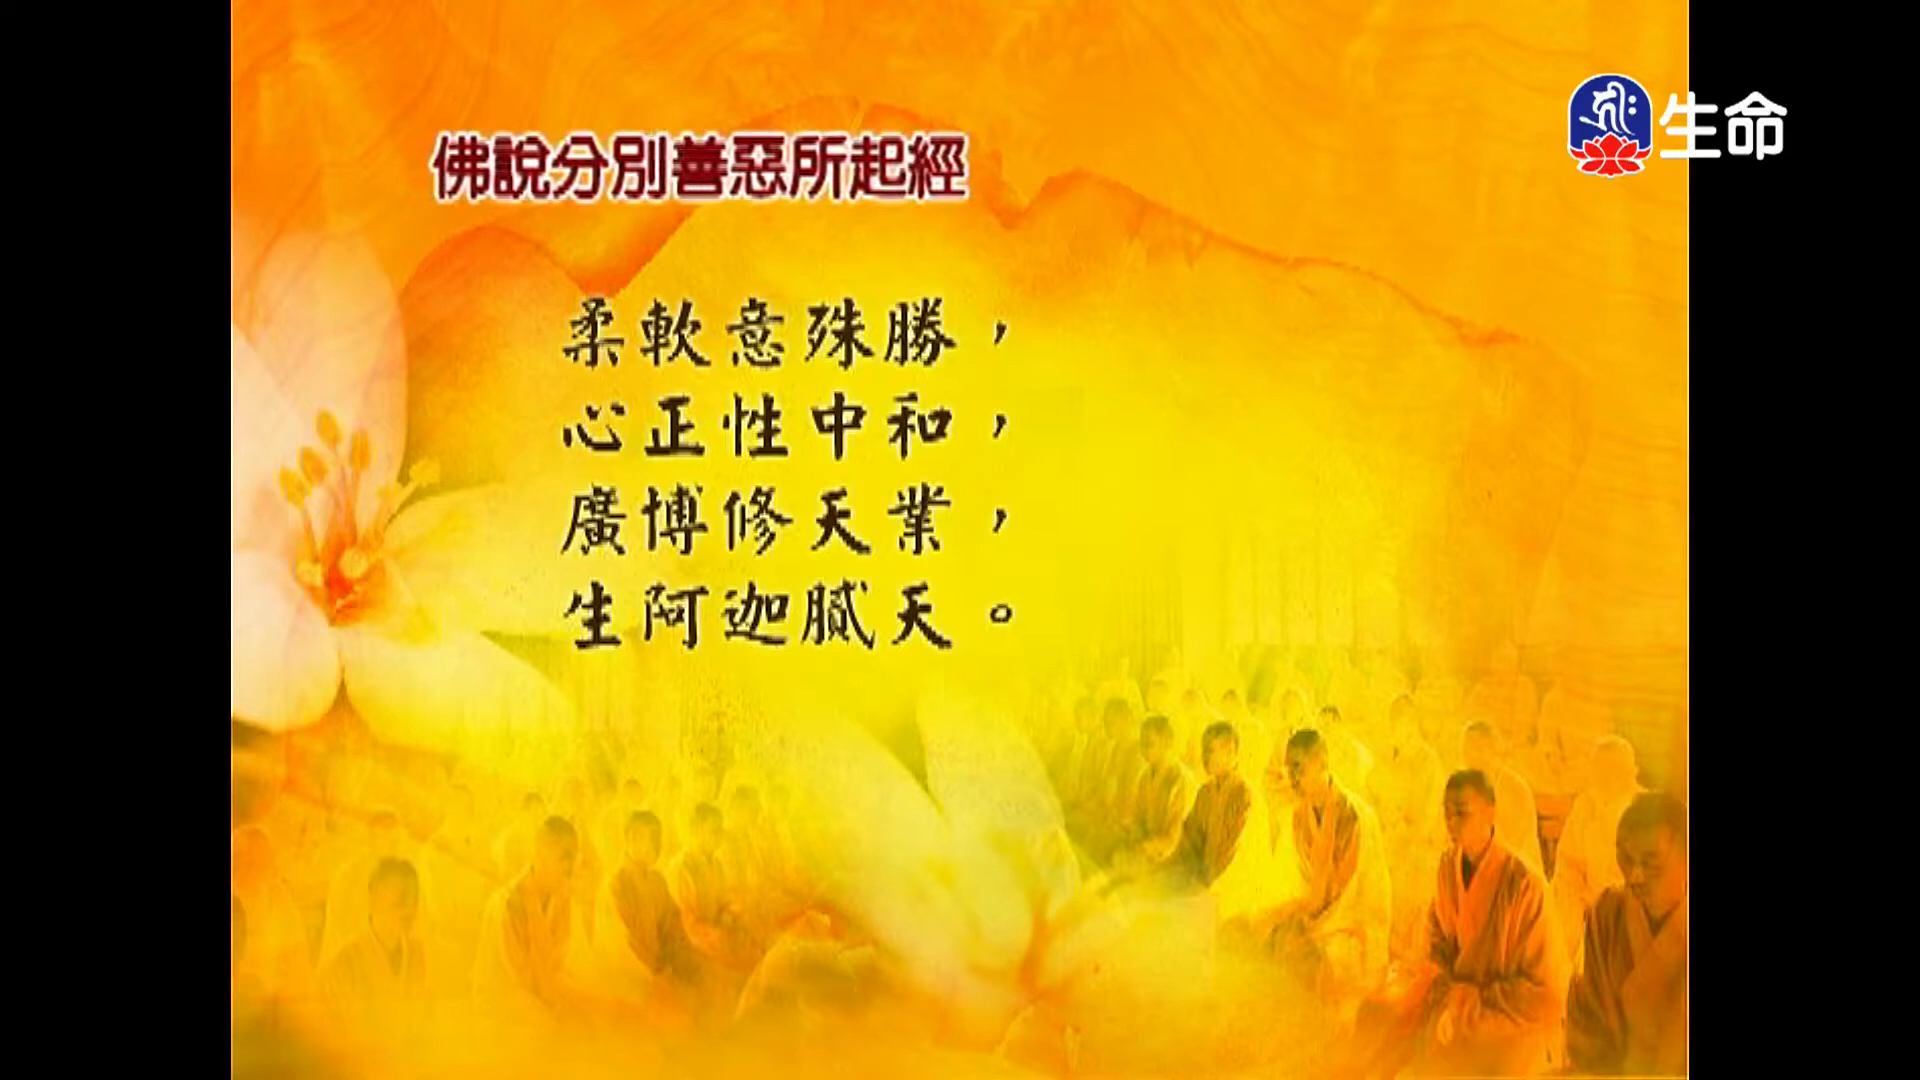 生命
佛說分別善惡所起經
柔軟意殊勝，
心正性中和，
廣博修天業，
生阿迦膩天。